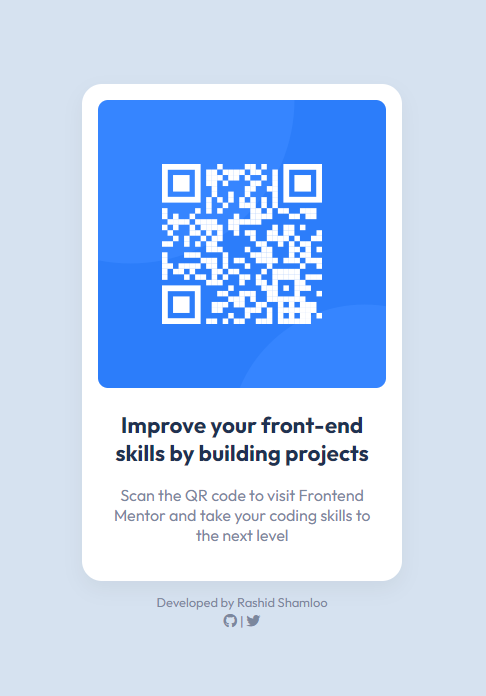 Improve your front-end
skills by building projects
Scan the QR code to visit Frontend
Mentor and take your coding skills to
the next level
Developed by Rashid Shamloo
|